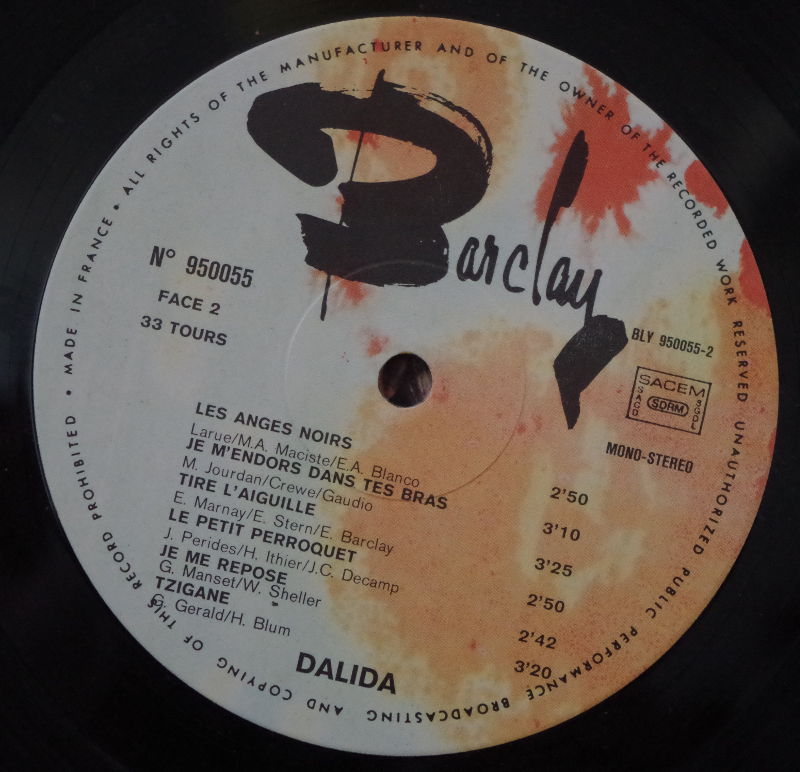 • MADE IN FRANCE • ALL RIGHTS OF THE MANUFACTURER AND OF THE OWNER OF THE RECORDED WORK RESERVED UNAUTHORIZED PUBLIC PERFORMANCE BROADCASTING AND COPYING OF THIS RECORD PROHIBITED
Barclay
N° 950055
FACE 2
33 TOURS
BLY 950055-2
SACEM
SACD SDRM SGDL
MONO-STEREO
LES ANGES NOIRS
Larue/M.A. Maciste/E.A. Blanco 2'50
JE M'ENDORS DANS TES BRAS
M. Jourdan/Crewe/Gaudio 3'10
TIRE L'AIGUILLE
E. Marnay/E. Stern/E. Barclay 3'25
LE PETIT PERROQUET
J. Perides/H. Ithier/J.C. Decamp 2'50
JE ME REPOSE
G. Manset/W. Sheller 2'42
TZIGANE
G. Gerald/H. Blum 3'20
DALIDA